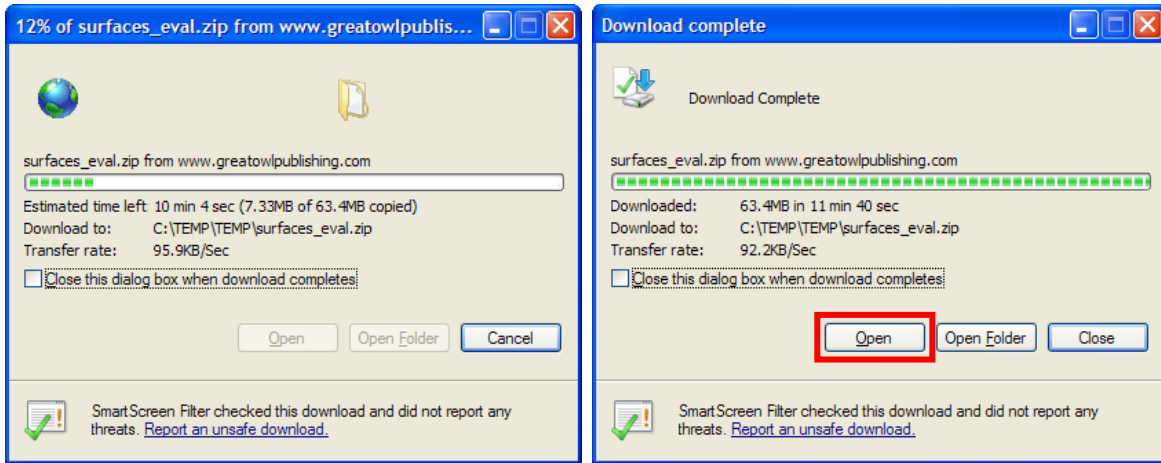 12% of surfaces_eval.zip from www.greatowlpublis...
surfaces_eval.zip from www.greatowlpublishing.com
Estimated time left 10 min 4 sec (7.33MB of 63.4MB copied)
Download to: C:\TEMP\TEMP\surfaces_eval.zip
Transfer rate: 95.9KB/Sec
Close this dialog box when download completes
Open Open Folder Cancel
SmartScreen Filter checked this download and did not report any
threats. Report an unsafe download.
Download complete
Download Complete
surfaces_eval.zip from www.greatowlpublishing.com
Downloaded: 63.4MB in 11 min 40 sec
Download to: C:\TEMP\TEMP\surfaces_eval.zip
Transfer rate: 92.2KB/Sec
Close this dialog box when download completes
Open Open Folder Close
SmartScreen Filter checked this download and did not report any
threats. Report an unsafe download.